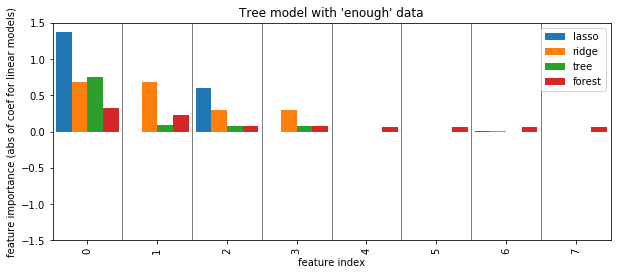 Tree model with 'enough' data
feature importance (abs of coef for linear models)
1.5
1.0
0.5
0.0
−0.5
−1.0
−1.5
lasso
ridge
tree
forest
0 1 2 3 4 5 6 7
feature index